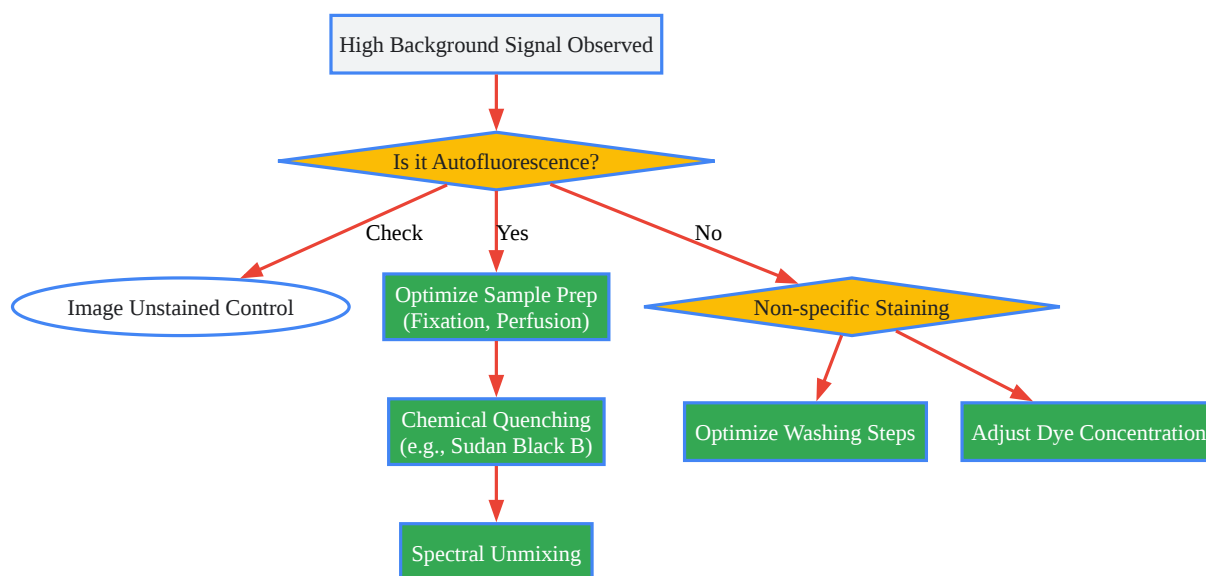 High Background Signal Observed
Is it Autofluorescence?
Check
Yes
No
Image Unstained Control
Optimize Sample Prep
(Fixation, Perfusion)
Non-specific Staining
Chemical Quenching
(e.g., Sudan Black B)
Optimize Washing Steps
Adjust Dye Concentration
Spectral Unmixing